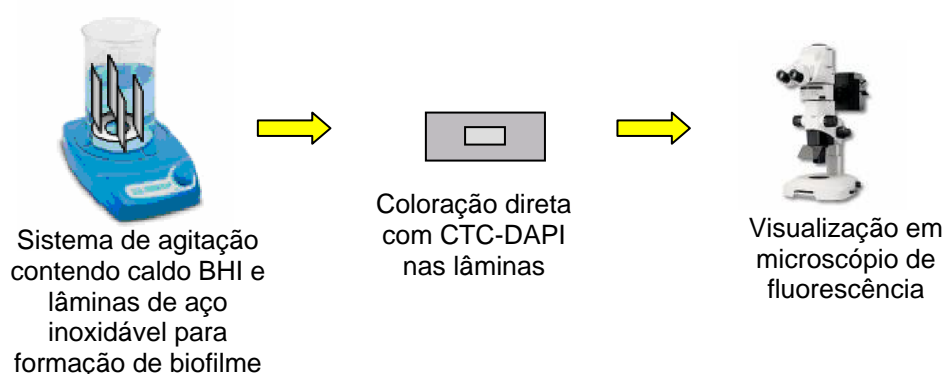 Sistema de agitação
contendo caldo BHI e
lâminas de aço
inoxidável para
formação de biofilme
Coloração direta
com CTC-DAPI
nas lâminas
Visualização em
microscópio de
fluorescência